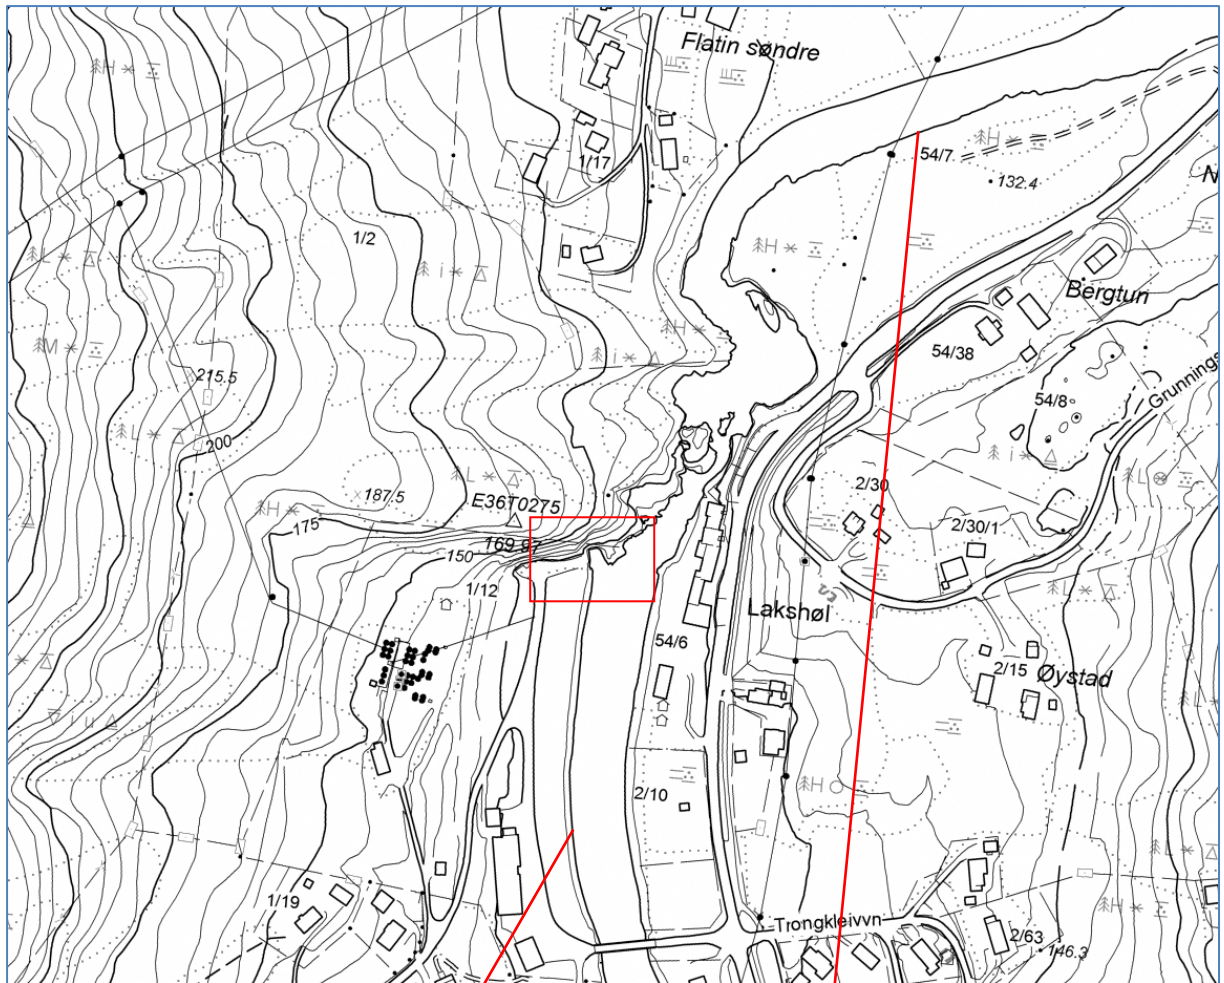 Flatin søndre
H
H
54/7
1/17
132.4
N
1/2
H
L
i
Bergtun
H
M
i
54/38
215.5
Grunnings
54/8
200
L
i
L
187.5
2/30
L
E36T0275
H
175
2/30/1
169.97
150
1/12
L
Lakshøl
54/6
2/15
Øystad
i u
L
H
2/10
L
1/19
H
Trongkleivvn
2/63
146.3